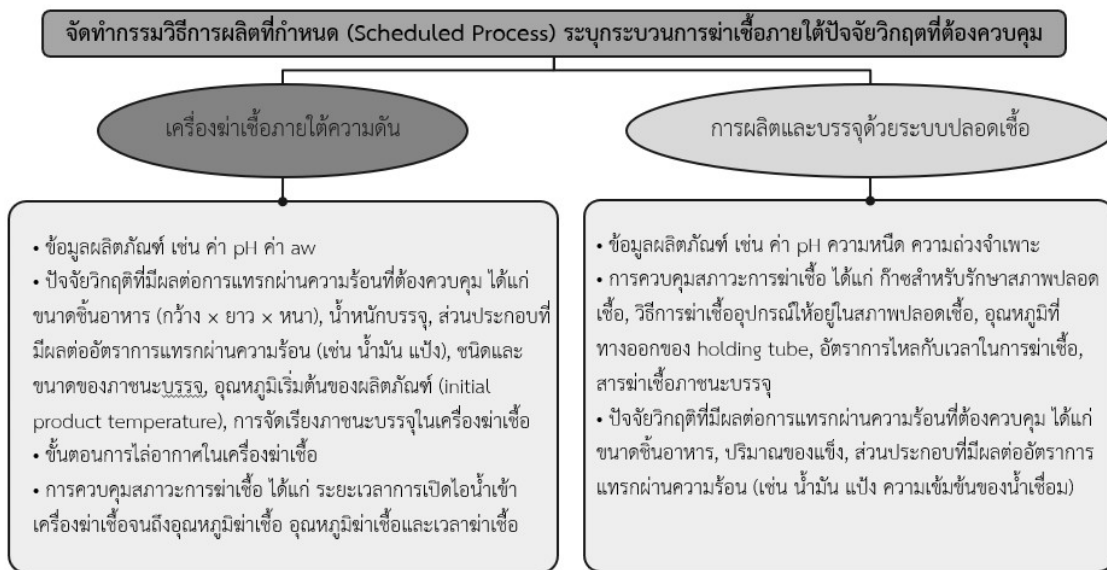 จัดทำกรรมวิธีการผลิตที่กำหนด (Scheduled Process) ระบุกระบวนการฆ่าเชื้อภายใต้ปัจจัยวิกฤตที่ต้องควบคุม
เครื่องฆ่าเชื้อภายใต้ความดัน
• ข้อมูลผลิตภัณฑ์ เช่น ค่า pH ค่า aw
• ปัจจัยวิกฤติที่มีผลต่อการแทรกผ่านความร้อนที่ต้องควบคุม ได้แก่
ขนาดชิ้นอาหาร (กว้าง × ยาว × หนา), น้ำหนักบรรจุ, ส่วนประกอบที่
มีผลต่ออัตราการแทรกผ่านความร้อน (เช่น น้ำมัน แป้ง), ชนิดและ
ขนาดของภาชนะบรรจุ, อุณหภูมิเริ่มต้นของผลิตภัณฑ์ (initial
product temperature), การจัดเรียงภาชนะบรรจุในเครื่องฆ่าเชื้อ
• ขั้นตอนการไล่อากาศในเครื่องฆ่าเชื้อ
• การควบคุมสภาวะการฆ่าเชื้อ ได้แก่ ระยะเวลาการเปิดไอน้ำเข้า
เครื่องฆ่าเชื้อจนถึงอุณหภูมิฆ่าเชื้อ อุณหภูมิฆ่าเชื้อและเวลาฆ่าเชื้อ
การผลิตและบรรจุด้วยระบบปลอดเชื้อ
• ข้อมูลผลิตภัณฑ์ เช่น ค่า pH ความหนืด ความถ่วงจำเพาะ
• การควบคุมสภาวะการฆ่าเชื้อ ได้แก่ ก๊าซสำหรับรักษาสภาพปลอด
เชื้อ, วิธีการฆ่าเชื้ออุปกรณ์ให้อยู่ในสภาพปลอดเชื้อ, อุณหภูมิที่
ทางออกของ holding tube, อัตราการไหลกับเวลาในการฆ่าเชื้อ,
สารฆ่าเชื้อภาชนะบรรจุ
• ปัจจัยวิกฤติที่มีผลต่อการแทรกผ่านความร้อนที่ต้องควบคุม ได้แก่
ขนาดชิ้นอาหาร, ปริมาณของแข็ง, ส่วนประกอบที่มีผลต่ออัตราการ
แทรกผ่านความร้อน (เช่น น้ำมัน แป้ง ความเข้มข้นของน้ำเชื่อม)